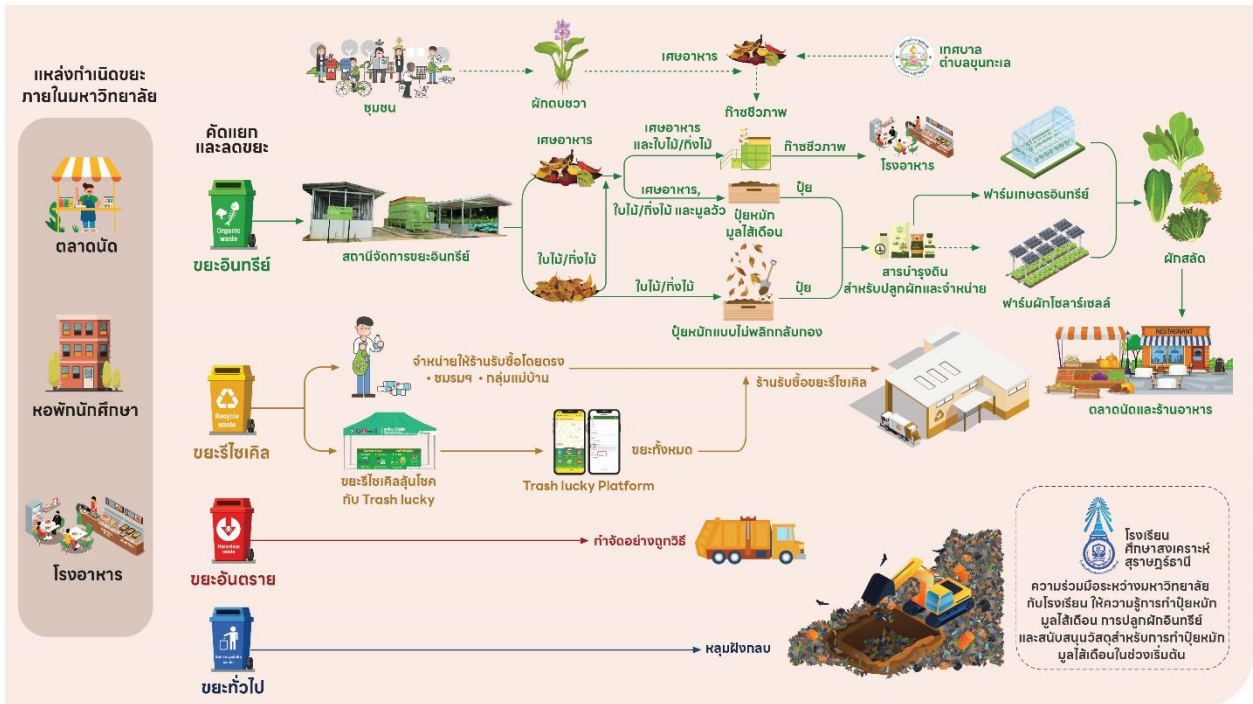 แหล่งกำเนิดขยะ
ภายในมหาวิทยาลัย
ตลาดนัด
หอพักนักศึกษา
โรงอาหาร
ชุมชน
ผักตบชวา
เศษอาหาร
เทศบาล
ตำบลขุนทะเล
ก๊าซชีวภาพ
คัดแยก
และลดขยะ
Organic
waste
ขยะอินทรีย์
สถานีจัดการขยะอินทรีย์
เศษอาหาร
ใบไม้/กิ่งไม้
เศษอาหาร
และใบไม้/กิ่งไม้
ก๊าซชีวภาพ
โรงอาหาร
เศษอาหาร,
ใบไม้/กิ่งไม้ และมูลวัว
ปุ๋ย
ปุ๋ยหมัก
มูลไส้เดือน
ใบไม้/กิ่งไม้
ปุ๋ย
ปุ๋ยหมักแบบไม่พลิกกลับกอง
สารบำรุงดิน
สำหรับปลูกผักและจำหน่าย
ฟาร์มเกษตรอินทรีย์
ฟาร์มผักโซลาร์เซลล์
ผักสลัด
RESTAURANT
ตลาดนัดและร้านอาหาร
Recycle
waste
ขยะรีไซเคิล
จำหน่ายให้ร้านรับซื้อโดยตรง
• ชมรมฯ • กลุ่มแม่บ้าน
ร้านรับซื้อขยะรีไซเคิล
ขยะรีไซเคิลลุ้นโชค
กับ Trash lucky
Trash lucky Platform
ขยะทั้งหมด
Hazardous
waste
ขยะอันตราย
กำจัดอย่างถูกวิธี
ขยะทั่วไป
หลุมฝังกลบ
โรงเรียน
ศึกษาสงเคราะห์
สุราษฎร์ธานี
ความร่วมมือระหว่างมหาวิทยาลัย
กับโรงเรียน ให้ความรู้การทำปุ๋ยหมัก
มูลไส้เดือน การปลูกผักอินทรีย์
และสนับสนุนวัสดุสำหรับการทำปุ๋ยหมัก
มูลไส้เดือนในช่วงเริ่มต้น